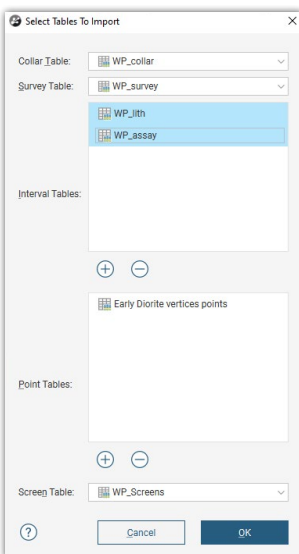 Select Tables To Import
Collar Table: WP_collar
Survey Table: WP_survey
WP_lith
WP_assay
Interval Tables:
Early Diorite vertices points
Point Tables:
Screen Table: WP_Screens
Cancel OK